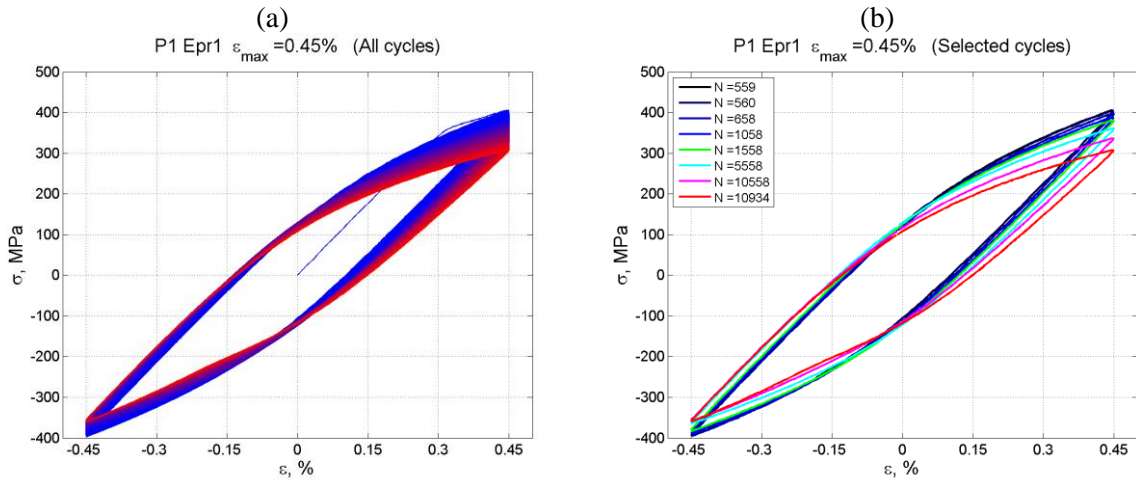 (a)
P1 Epr1 ε_max =0.45% (All cycles)
500
400
300
200
100
0
-100
-200
-300
-400
σ, MPa
-0.45 -0.3 -0.15 0 0.15 0.3 0.45
ε, %
(b)
P1 Epr1 ε_max =0.45% (Selected cycles)
N =559
N =560
N =658
N =1058
N =1558
N =5558
N =10558
N =10934
500
400
300
200
100
0
-100
-200
-300
-400
σ, MPa
-0.45 -0.3 -0.15 0 0.15 0.3 0.45
ε, %